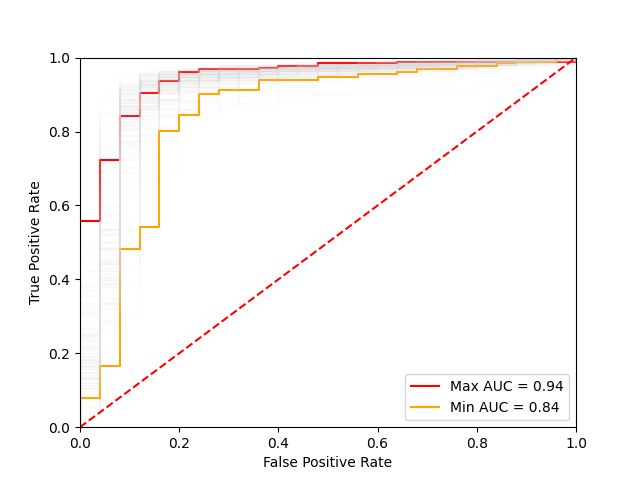 1.0
0.8
0.6
0.4
0.2
0.0
True Positive Rate
0.0 0.2 0.4 0.6 0.8 1.0
False Positive Rate
Max AUC = 0.94
Min AUC = 0.84